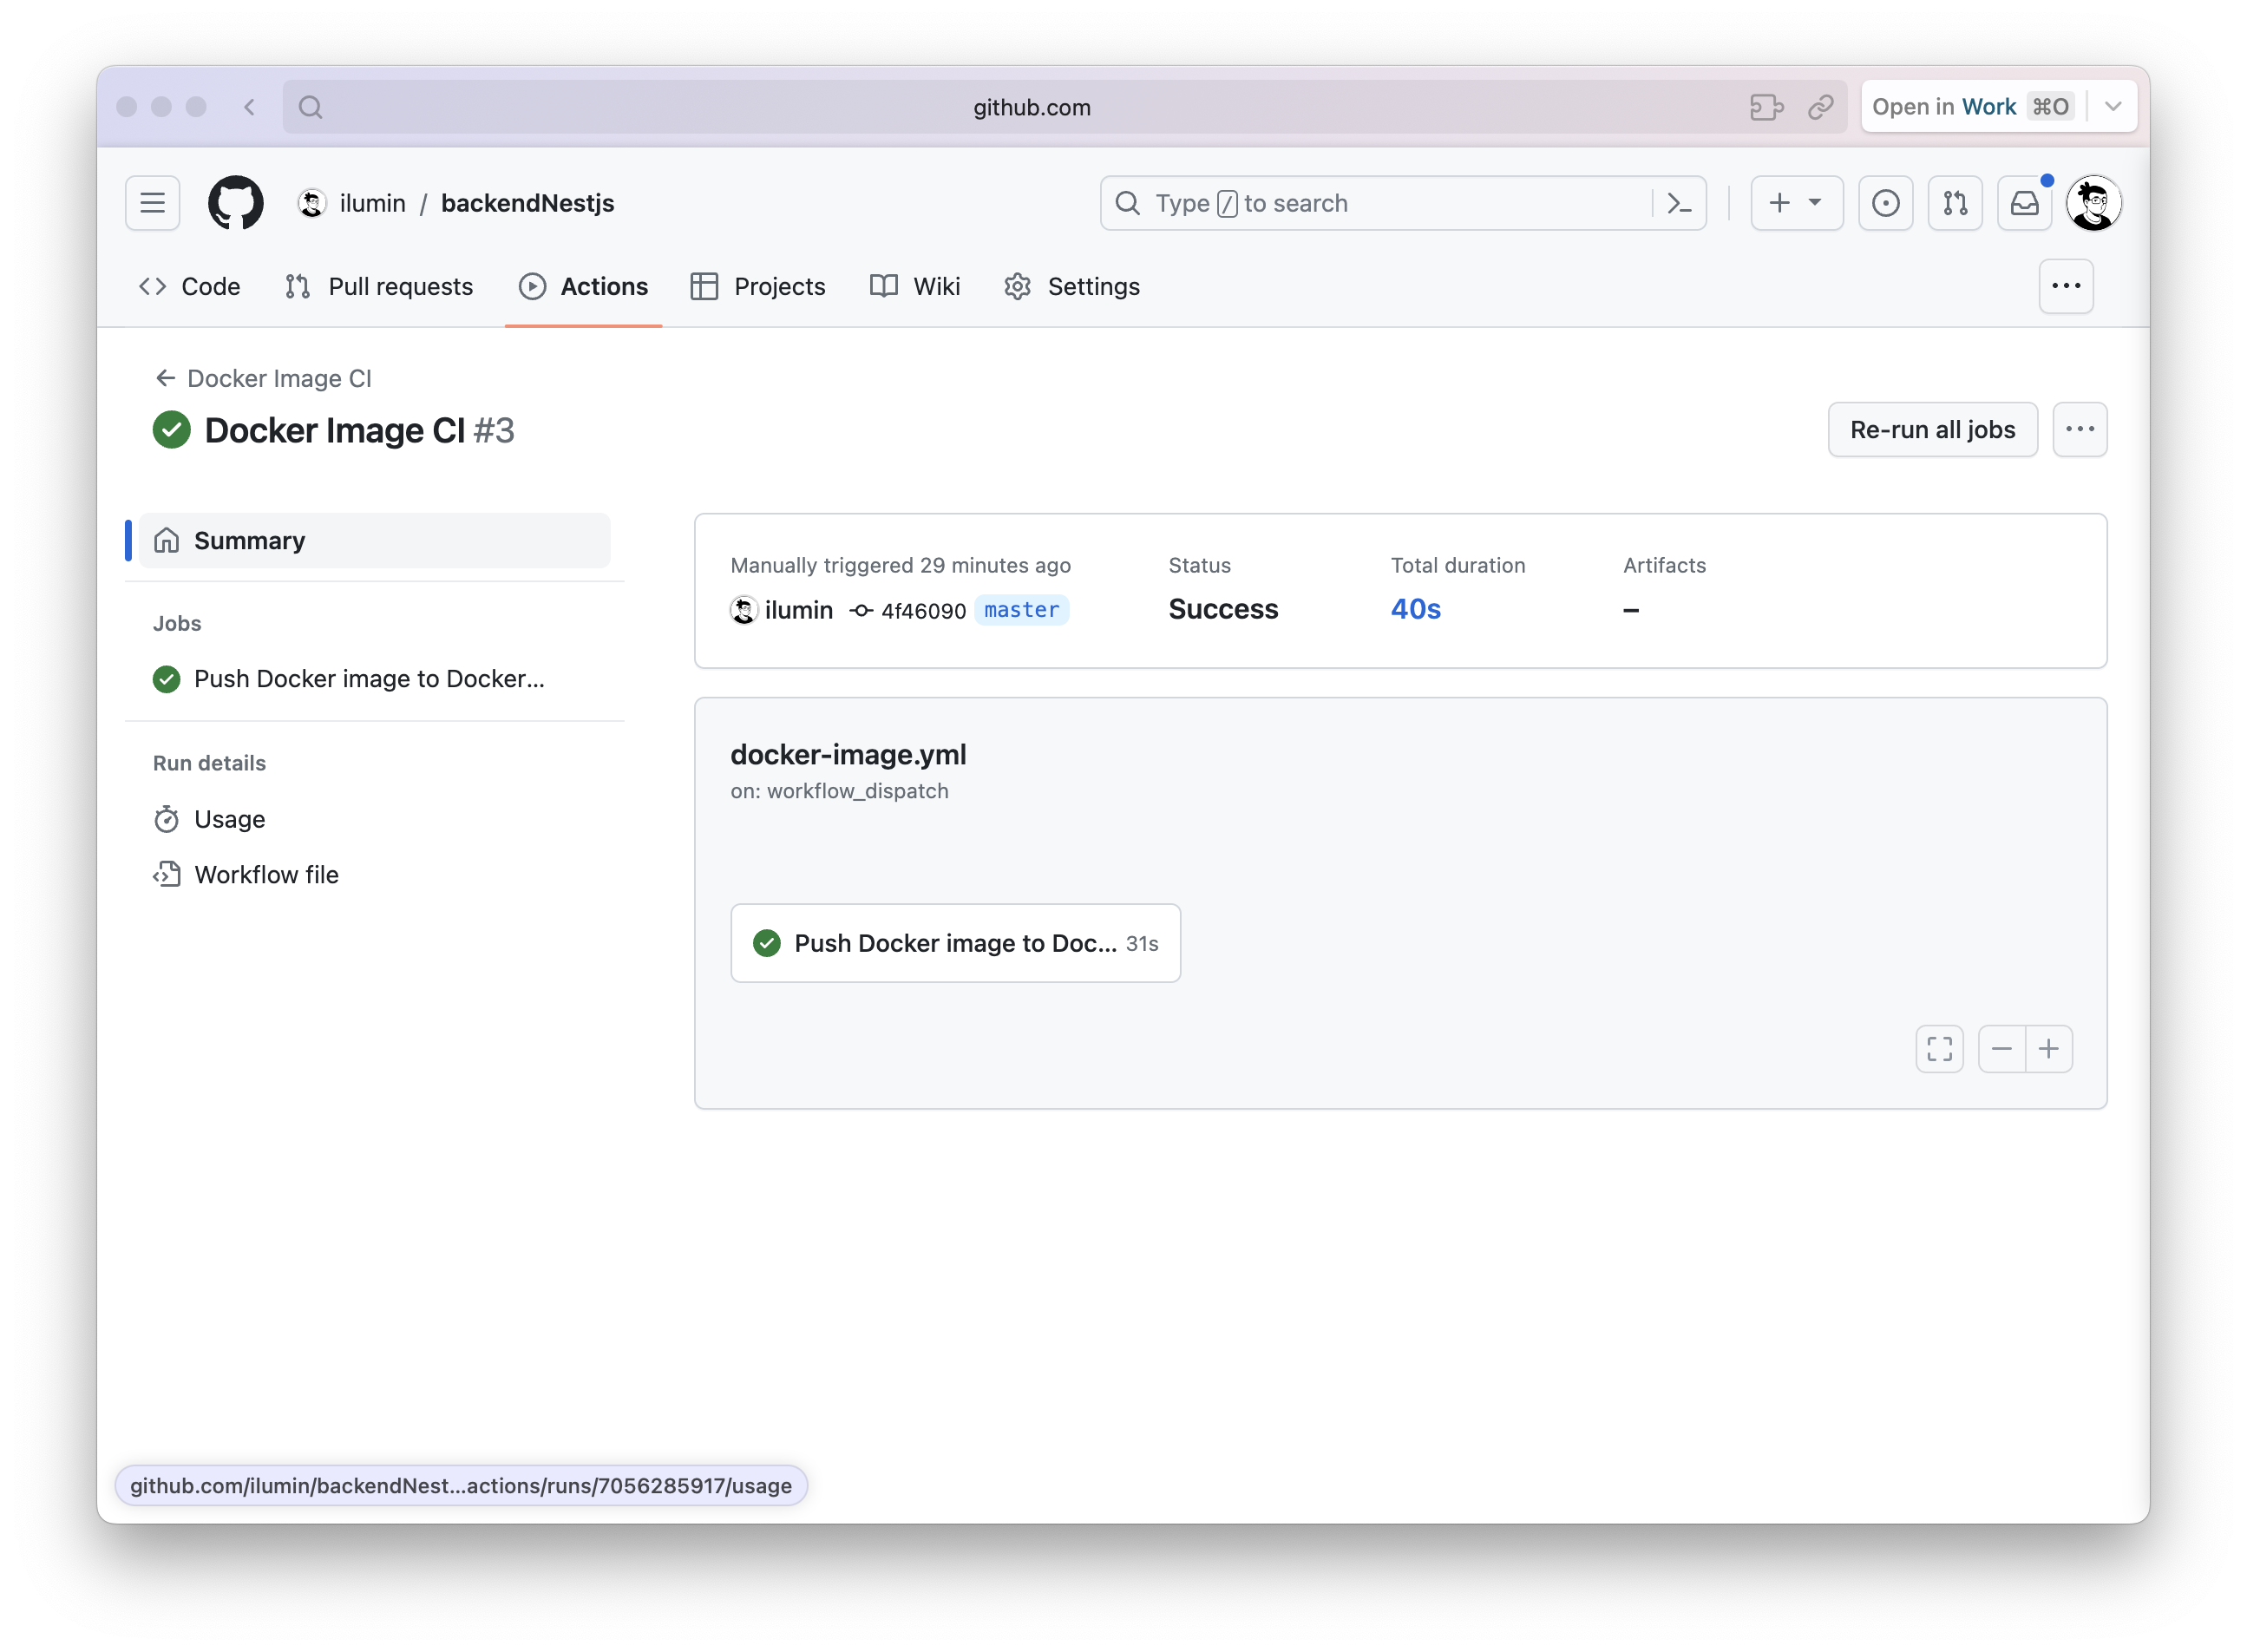 github.com
Open in Work ⌘O
ilumin / backendNestjs
Type / to search
Code Pull requests Actions Projects Wiki Settings
Docker Image CI
Docker Image CI #3
Re-run all jobs
Summary
Jobs
Push Docker image to Docker...
Run details
Usage
Workflow file
Manually triggered 29 minutes ago
ilumin 4f46090 master
Status
Success
Total duration
40s
Artifacts
–
docker-image.yml
on: workflow_dispatch
Push Docker image to Doc... 31s
github.com/ilumin/backendNest...actions/runs/7056285917/usage